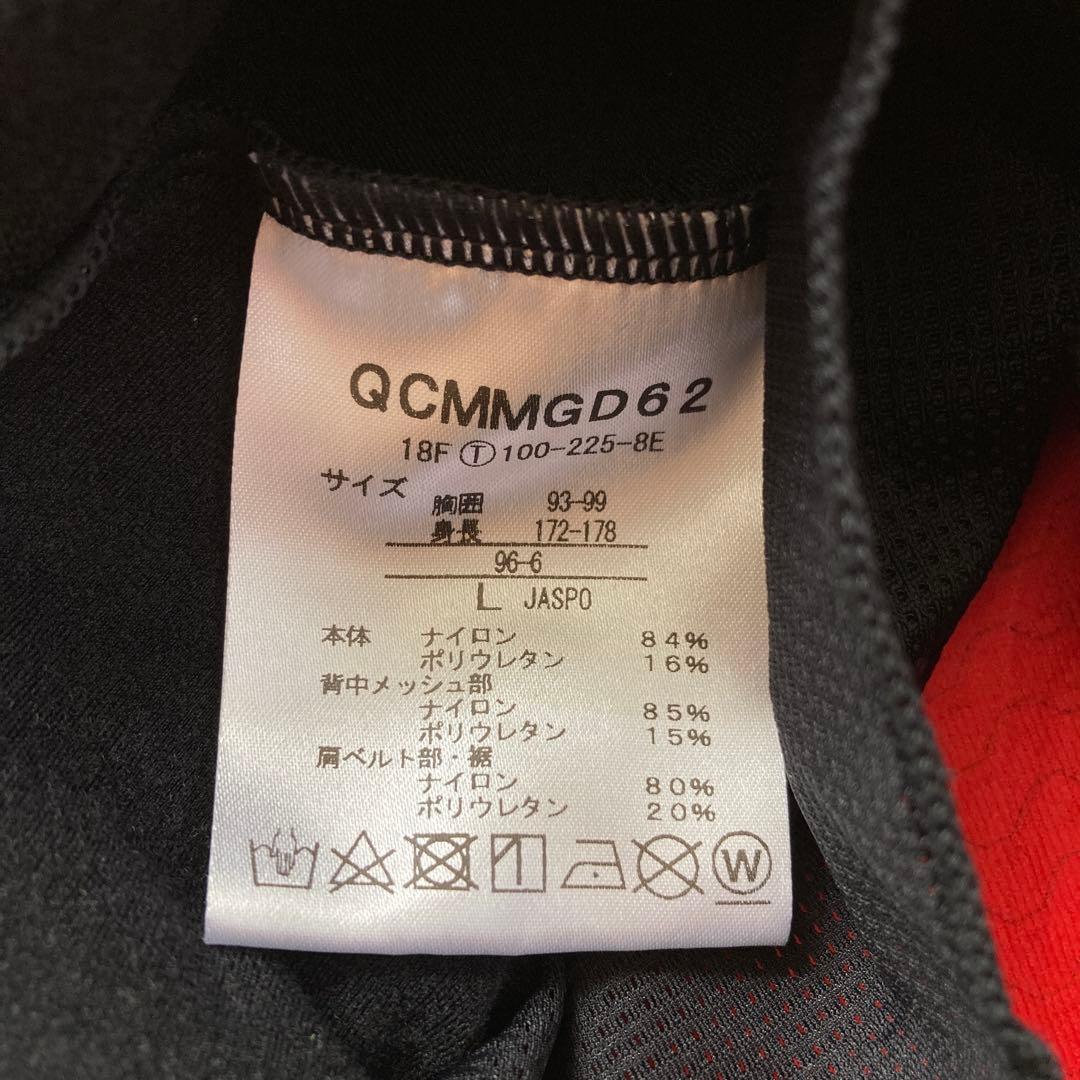 QCMMGD62
18F Ⓣ 100-225-8E
サイズ
胸囲 93-99
身長 172-178
96-6
L JASPO
本体 ナイロン 84%
ポリウレタン 16%
背中メッシュ部
ナイロン 85%
ポリウレタン 15%
肩ベルト部・裾
ナイロン 80%
ポリウレタン 20%
W